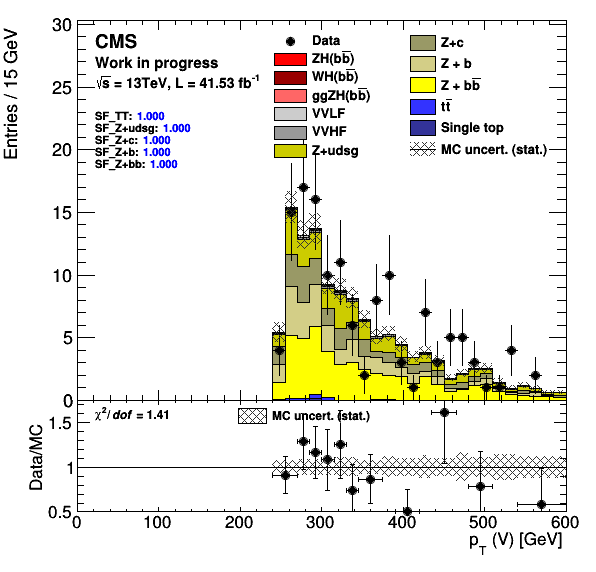 Entries / 15 GeV
30
25
20
15
10
5
0
CMS
Work in progress
√s = 13TeV, L = 41.53 fb⁻¹
SF_TT: 1.000
SF_Z+udsg: 1.000
SF_Z+c: 1.000
SF_Z+b: 1.000
SF_Z+bb: 1.000
Data
ZH(bb̅)
WH(bb̅)
ggZH(bb̅)
VVLF
VVHF
Z+udsg
Z+c
Z + b
Z + bb̅
tt̅
Single top
MC uncert. (stat.)
Data/MC
1.5
1
0.5
χ²/ dof = 1.41
MC uncert. (stat.)
0 100 200 300 400 500 600
p_T (V) [GeV]